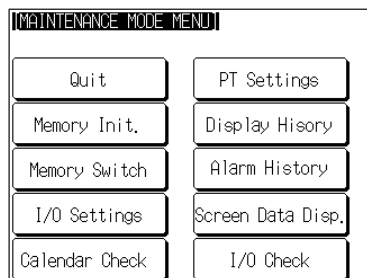 [MAINTENANCE MODE MENU]
Quit
PT Settings
Memory Init.
Display Hisory
Memory Switch
Alarm History
I/O Settings
Screen Data Disp.
Calendar Check
I/O Check